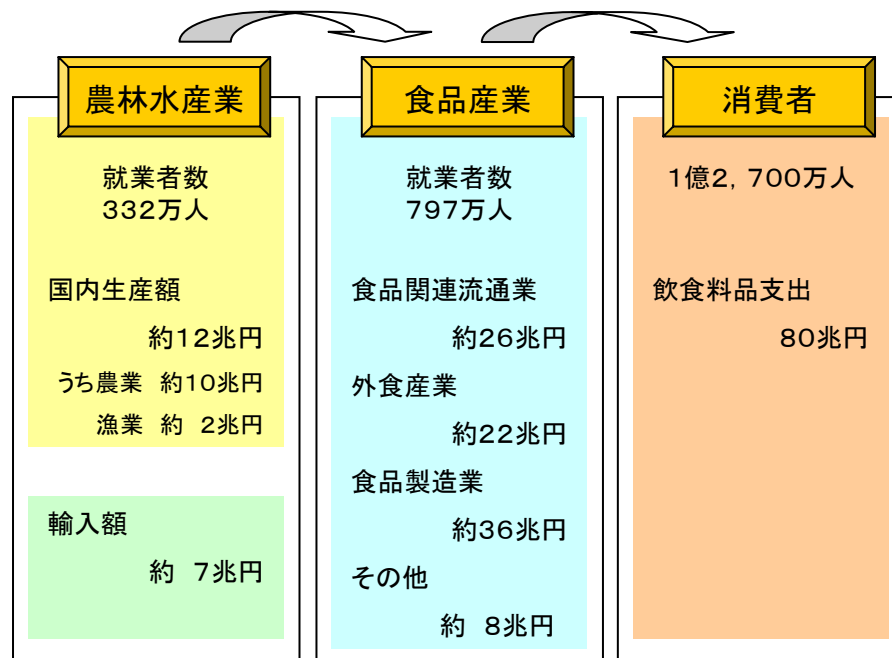 農林水産業
就業者数
332万人
国内生産額
約12兆円
うち農業 約10兆円
漁業 約 2兆円
輸入額
約 7兆円
食品産業
就業者数
797万人
食品関連流通業
約26兆円
外食産業
約22兆円
食品製造業
約36兆円
その他
約 8兆円
消費者
1億2,700万人
飲食料品支出
80兆円